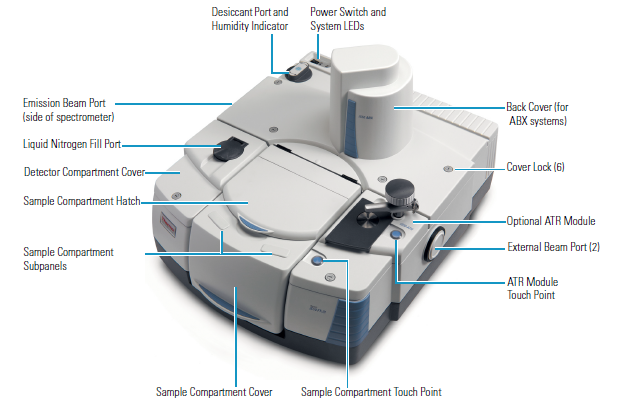 Desiccant Port and
Humidity Indicator
Power Switch and
System LEDs
Emission Beam Port
(side of spectrometer)
Liquid Nitrogen Fill Port
Detector Compartment Cover
Sample Compartment Hatch
Sample Compartment
Subpanels
Back Cover (for
ABX systems)
Cover Lock (6)
Optional ATR Module
External Beam Port (2)
ATR Module
Touch Point
Sample Compartment Cover
Sample Compartment Touch Point